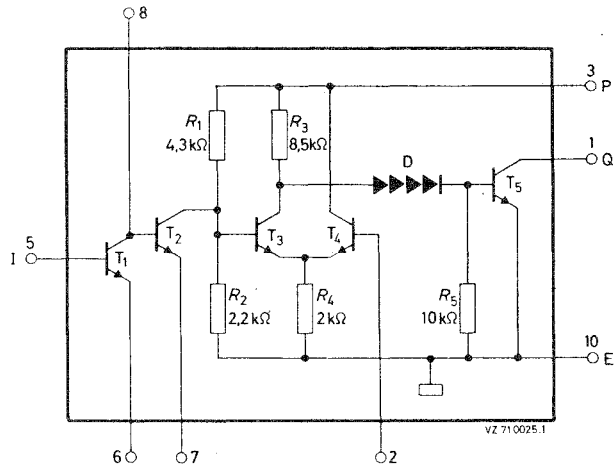 8
3
P
R1
4,3kΩ
R3
8,5kΩ
1
Q
D
T5
T2
T3
T4
5
I
T1
R2
2,2kΩ
R4
2kΩ
R5
10kΩ
10
E
VZ 710025.1
6
7
2